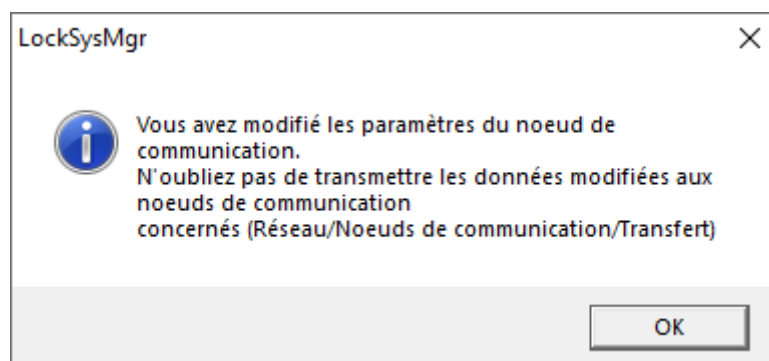 LockSysMgr
Vous avez modifié les paramètres du noeud de
communication.
N'oubliez pas de transmettre les données modifiées aux
noeuds de communication
concernés (Réseau/Noeuds de communication/Transfert)
OK